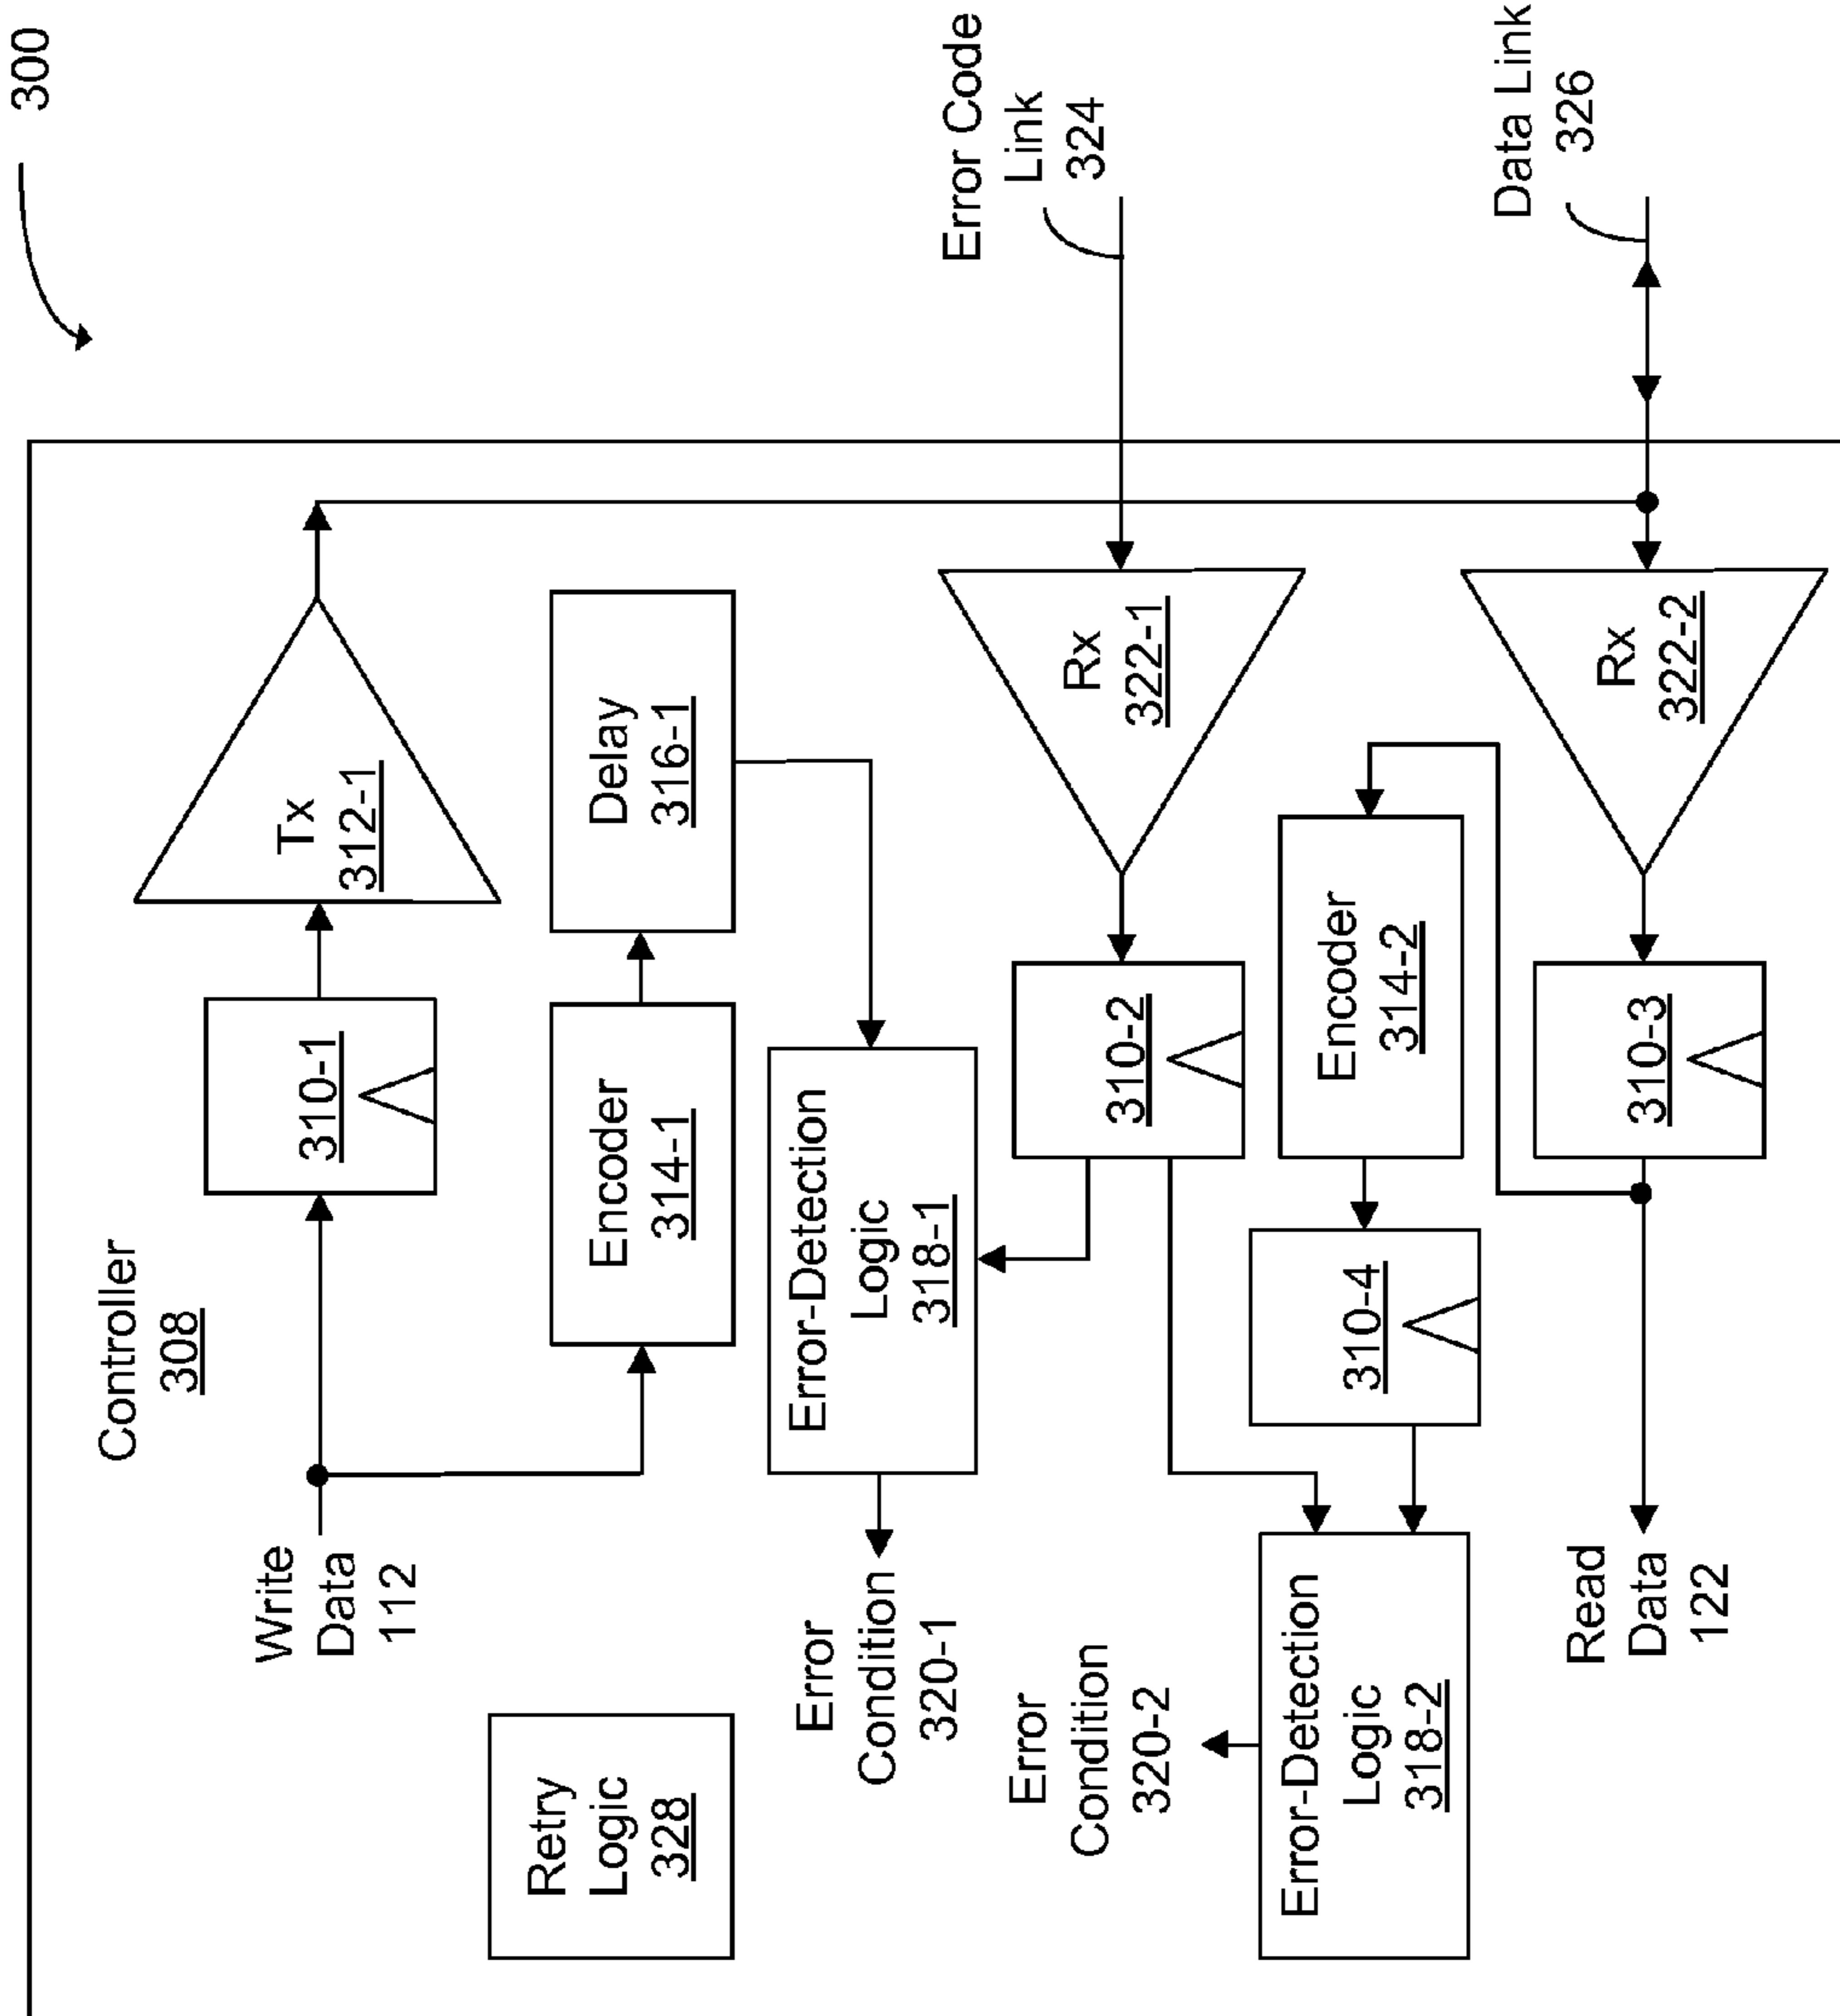 300
Controller
308
Write
Data
112
310-1
Tx
312-1
Retry
Logic
328
Encoder
314-1
Delay
316-1
Error
Condition
320-1
Error-Detection
Logic
318-1
Error Code
Link
324
Error
Condition
320-2
310-2
Rx
322-1
Error-Detection
Logic
318-2
310-4
Encoder
314-2
Read
Data
122
310-3
Rx
322-2
Data Link
326